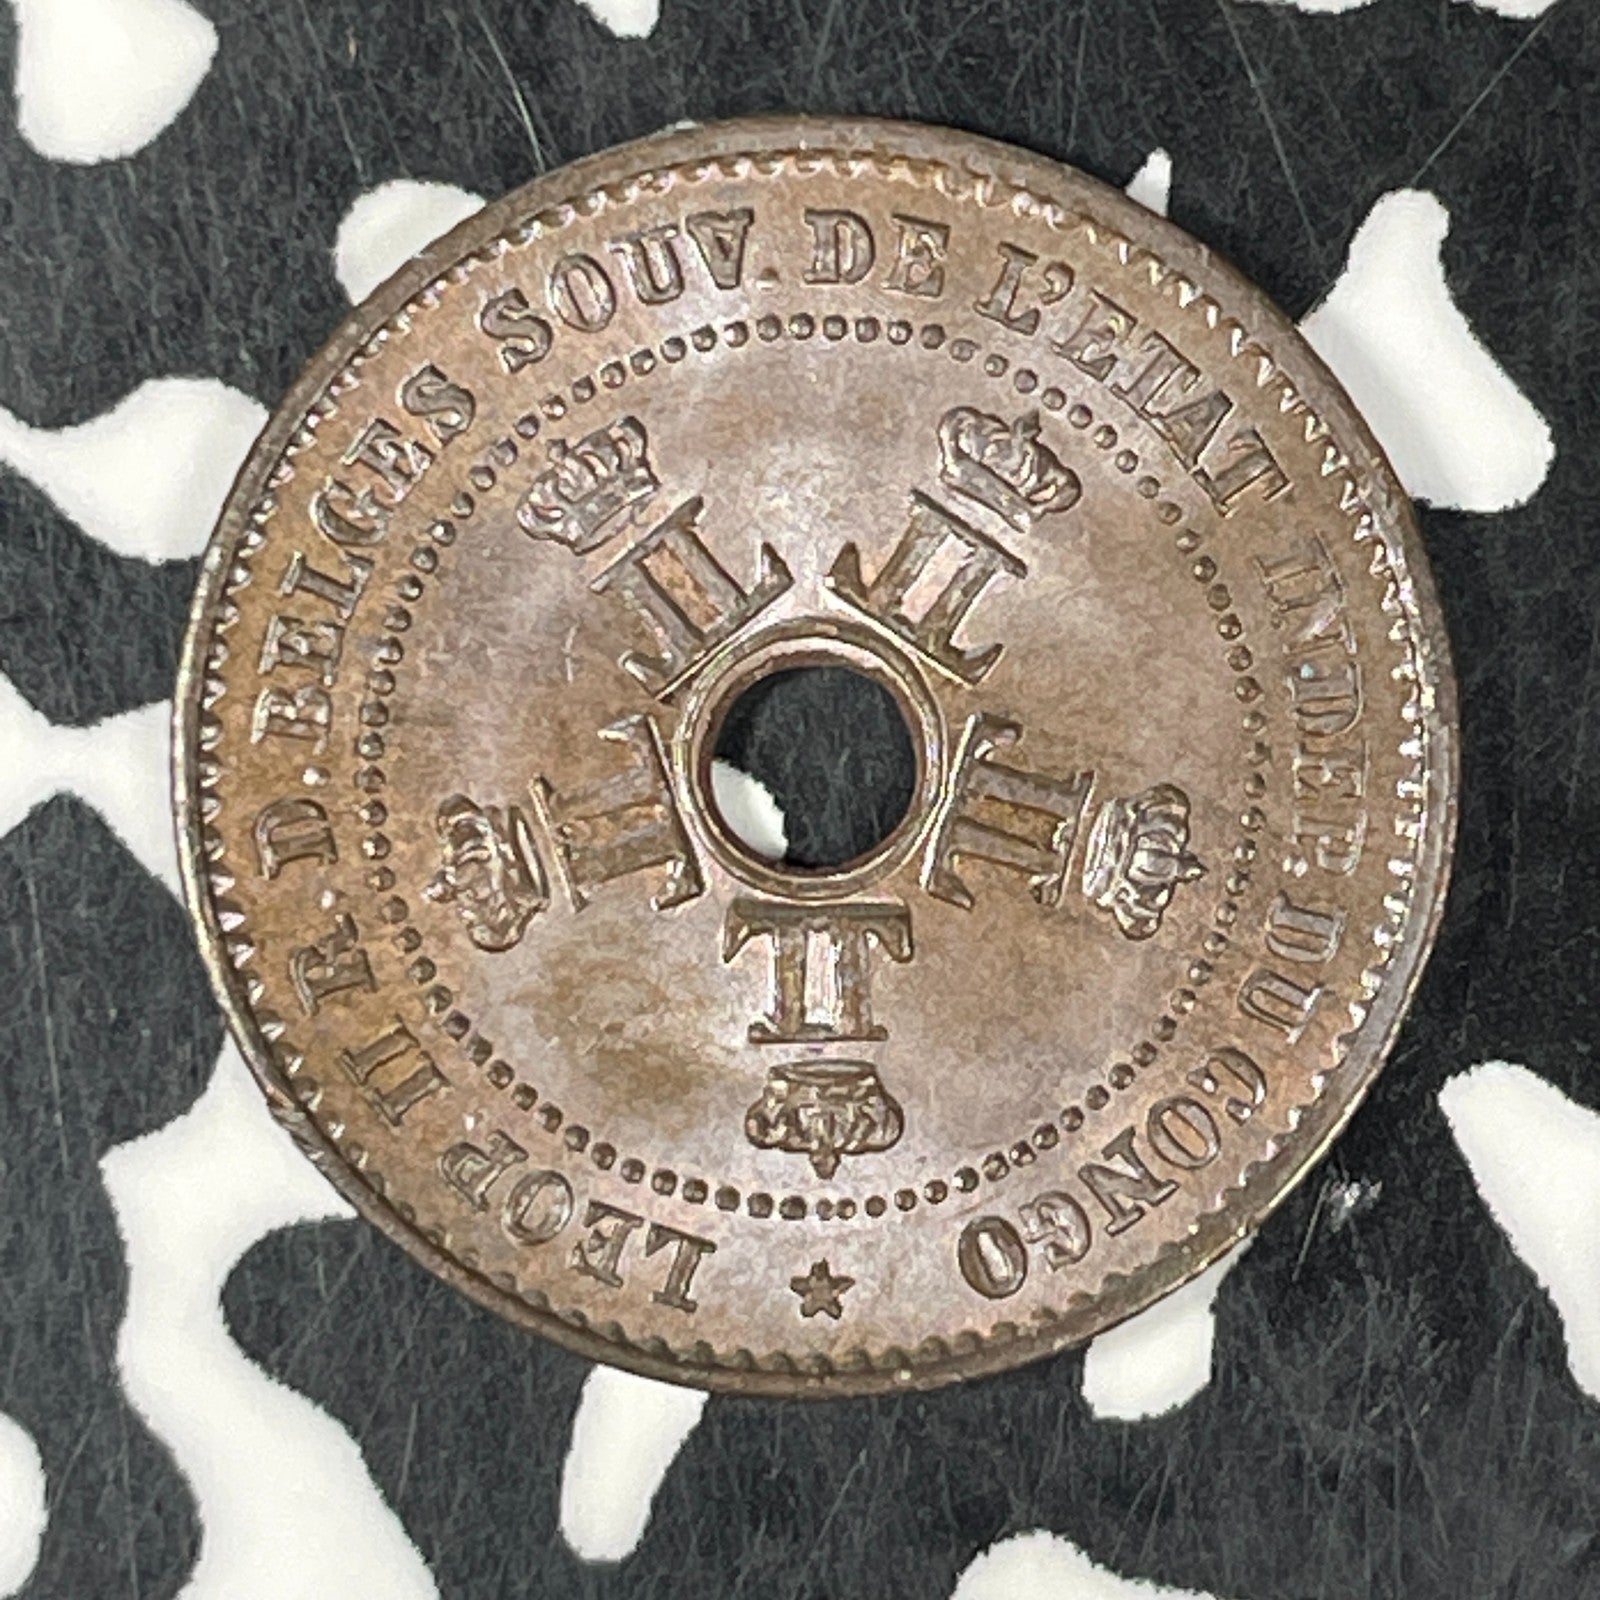 LEOP. II R. D. BELGES SOUV. DE L'ETAT INDEP. DU CONGO